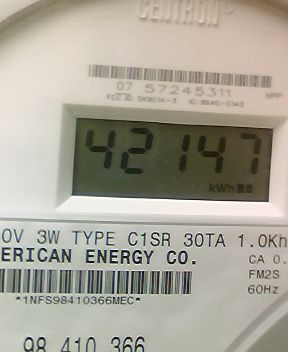 CENTRON®
07 57245311
42147
kWh
0V 3W TYPE C1SR 30TA 1.0Kh
ERICAN ENERGY CO.
CA 0.
FM2S
*1NFS98410366MEC*
60Hz
98 410 366